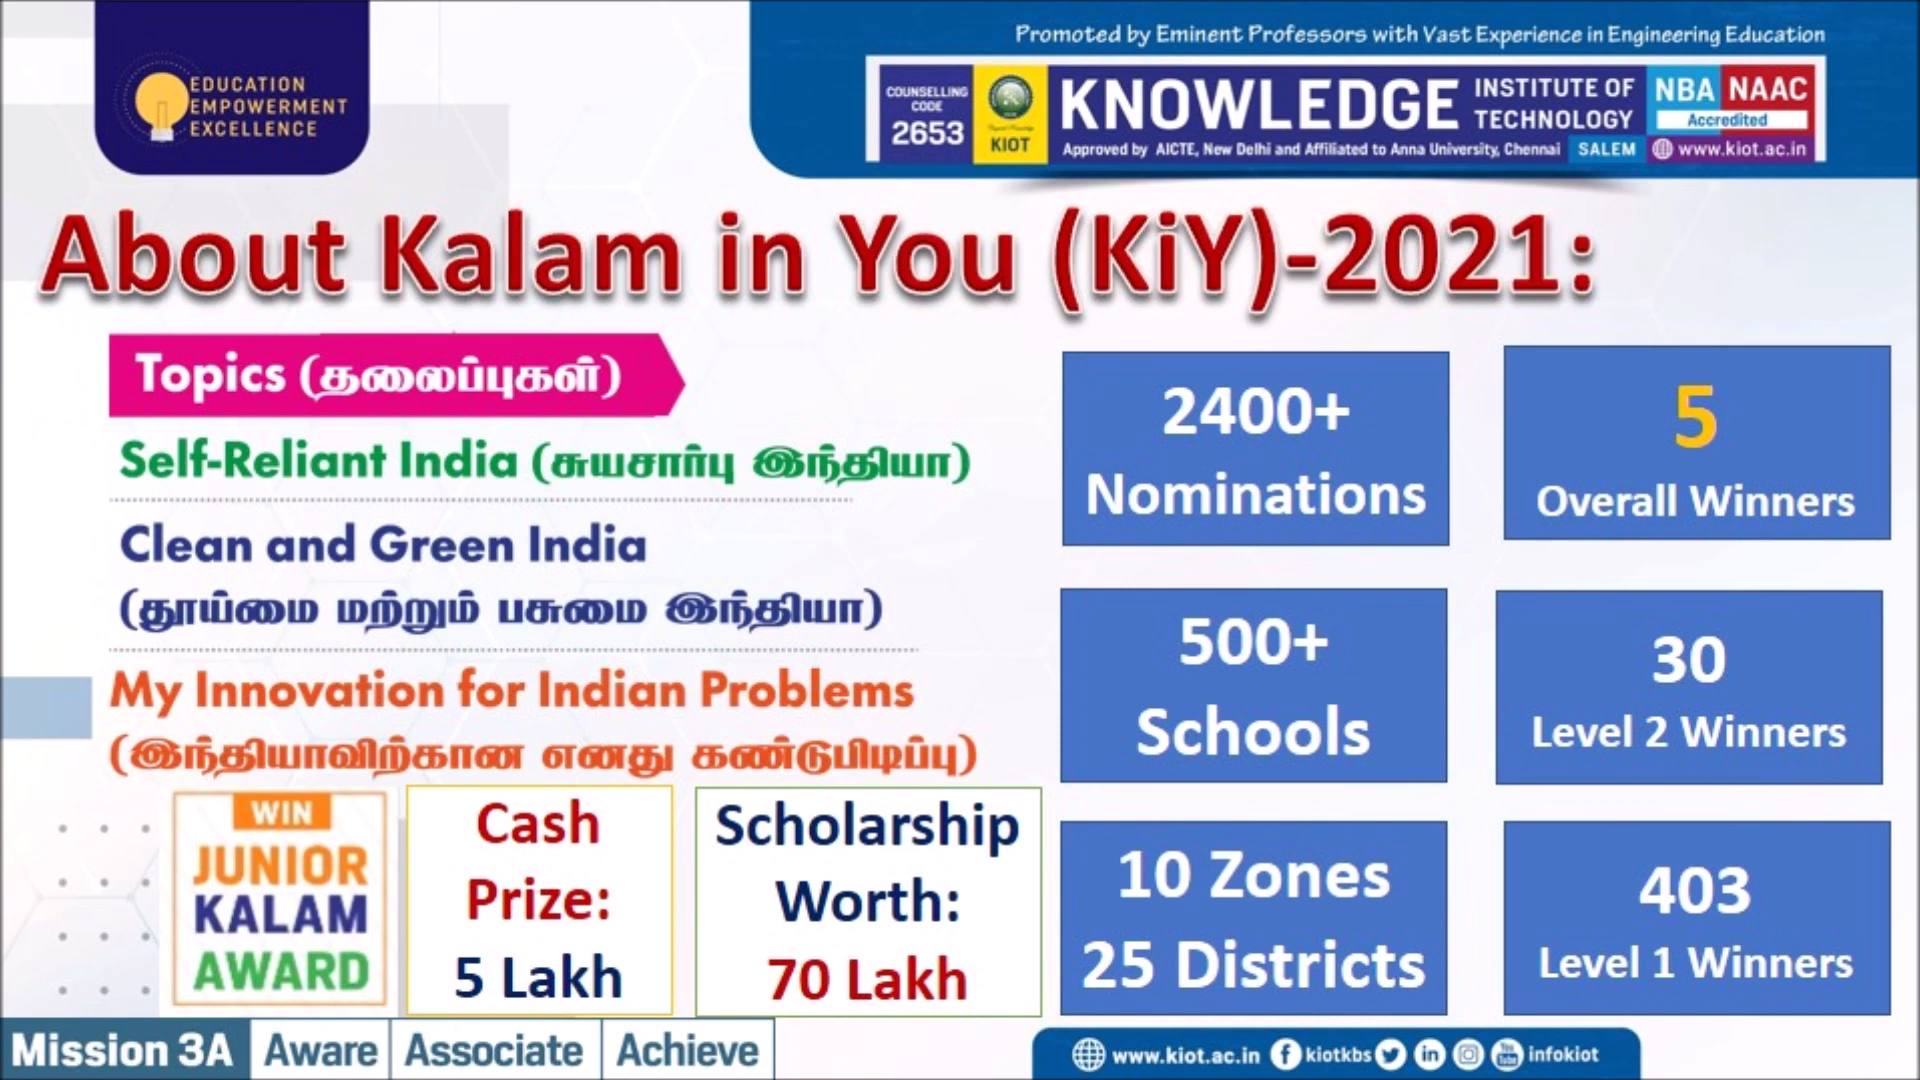 EDUCATION
EMPOWERMENT
EXCELLENCE
Promoted by Eminent Professors with Vast Experience in Engineering Education
COUNSELLING
CODE
2653
KIOT
KNOWLEDGE
INSTITUTE OF
TECHNOLOGY
NBA NAAC
Accredited
Approved by AICTE, New Delhi and Affiliated to Anna University, Chennai
SALEM
www.kiot.ac.in
About Kalam in You (KiY)-2021:
Topics (தலைப்புகள்)
Self-Reliant India (சுயசார்பு இந்தியா)
Clean and Green India
(தூய்மை மற்றும் பசுமை இந்தியா)
My Innovation for Indian Problems
(இந்தியாவிற்கான எனது கண்டுபிடிப்பு)
WIN
JUNIOR
KALAM
AWARD
Cash
Prize:
5 Lakh
Scholarship
Worth:
70 Lakh
2400+
Nominations
5
Overall Winners
500+
Schools
30
Level 2 Winners
10 Zones
25 Districts
403
Level 1 Winners
Mission 3A Aware Associate Achieve
www.kiot.ac.in kiotkbs infokiot